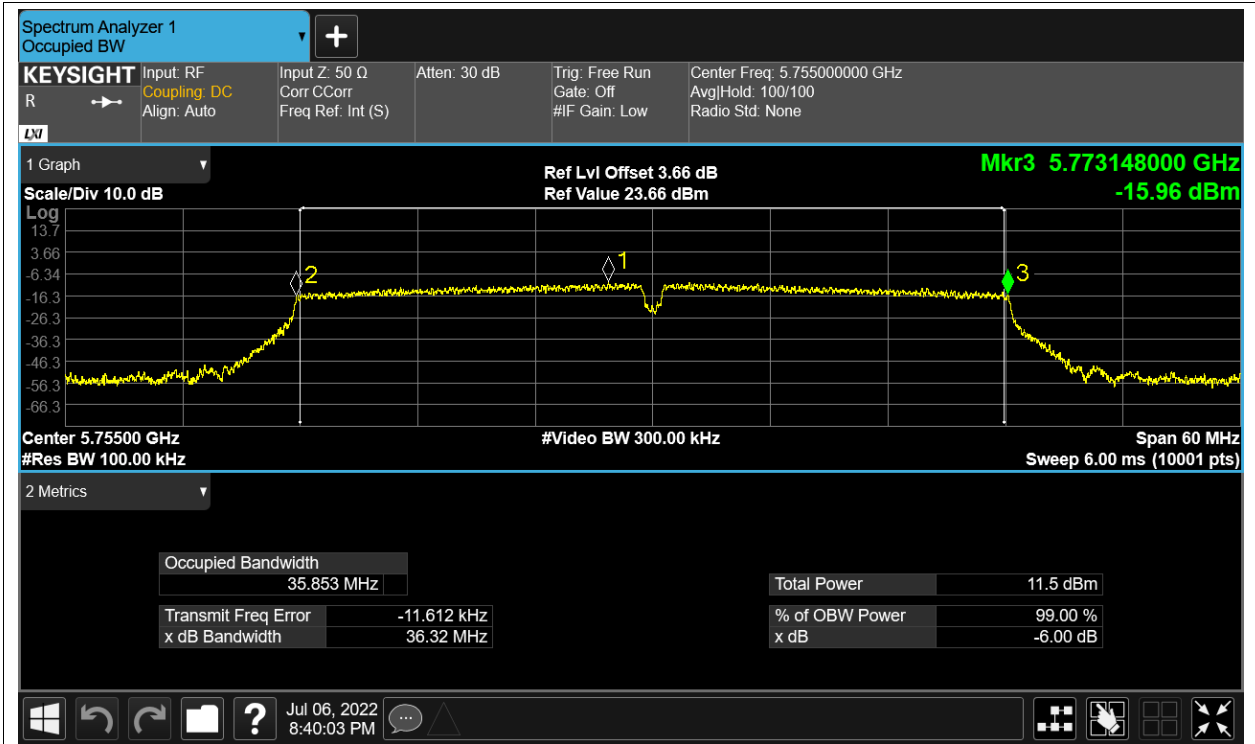 Spectrum Analyzer 1
Occupied BW
KEYSIGHT
R
LXI
Input: RF
Coupling: DC
Align: Auto
Input Z: 50 Ω
Corr CCorr
Freq Ref: Int (S)
Atten: 30 dB
Trig: Free Run
Gate: Off
#IF Gain: Low
Center Freq: 5.755000000 GHz
Avg|Hold: 100/100
Radio Std: None
1 Graph
Scale/Div 10.0 dB
Ref Lvl Offset 3.66 dB
Ref Value 23.66 dBm
Mkr3 5.773148000 GHz
-15.96 dBm
Log
13.7
3.66
-6.34
-16.3
-26.3
-36.3
-46.3
-56.3
-66.3
2
1
3
Center 5.75500 GHz
#Res BW 100.00 kHz
#Video BW 300.00 kHz
Span 60 MHz
Sweep 6.00 ms (10001 pts)
2 Metrics
Occupied Bandwidth
35.853 MHz
Transmit Freq Error -11.612 kHz
x dB Bandwidth 36.32 MHz
Total Power 11.5 dBm
% of OBW Power 99.00 %
x dB -6.00 dB
?
Jul 06, 2022
8:40:03 PM